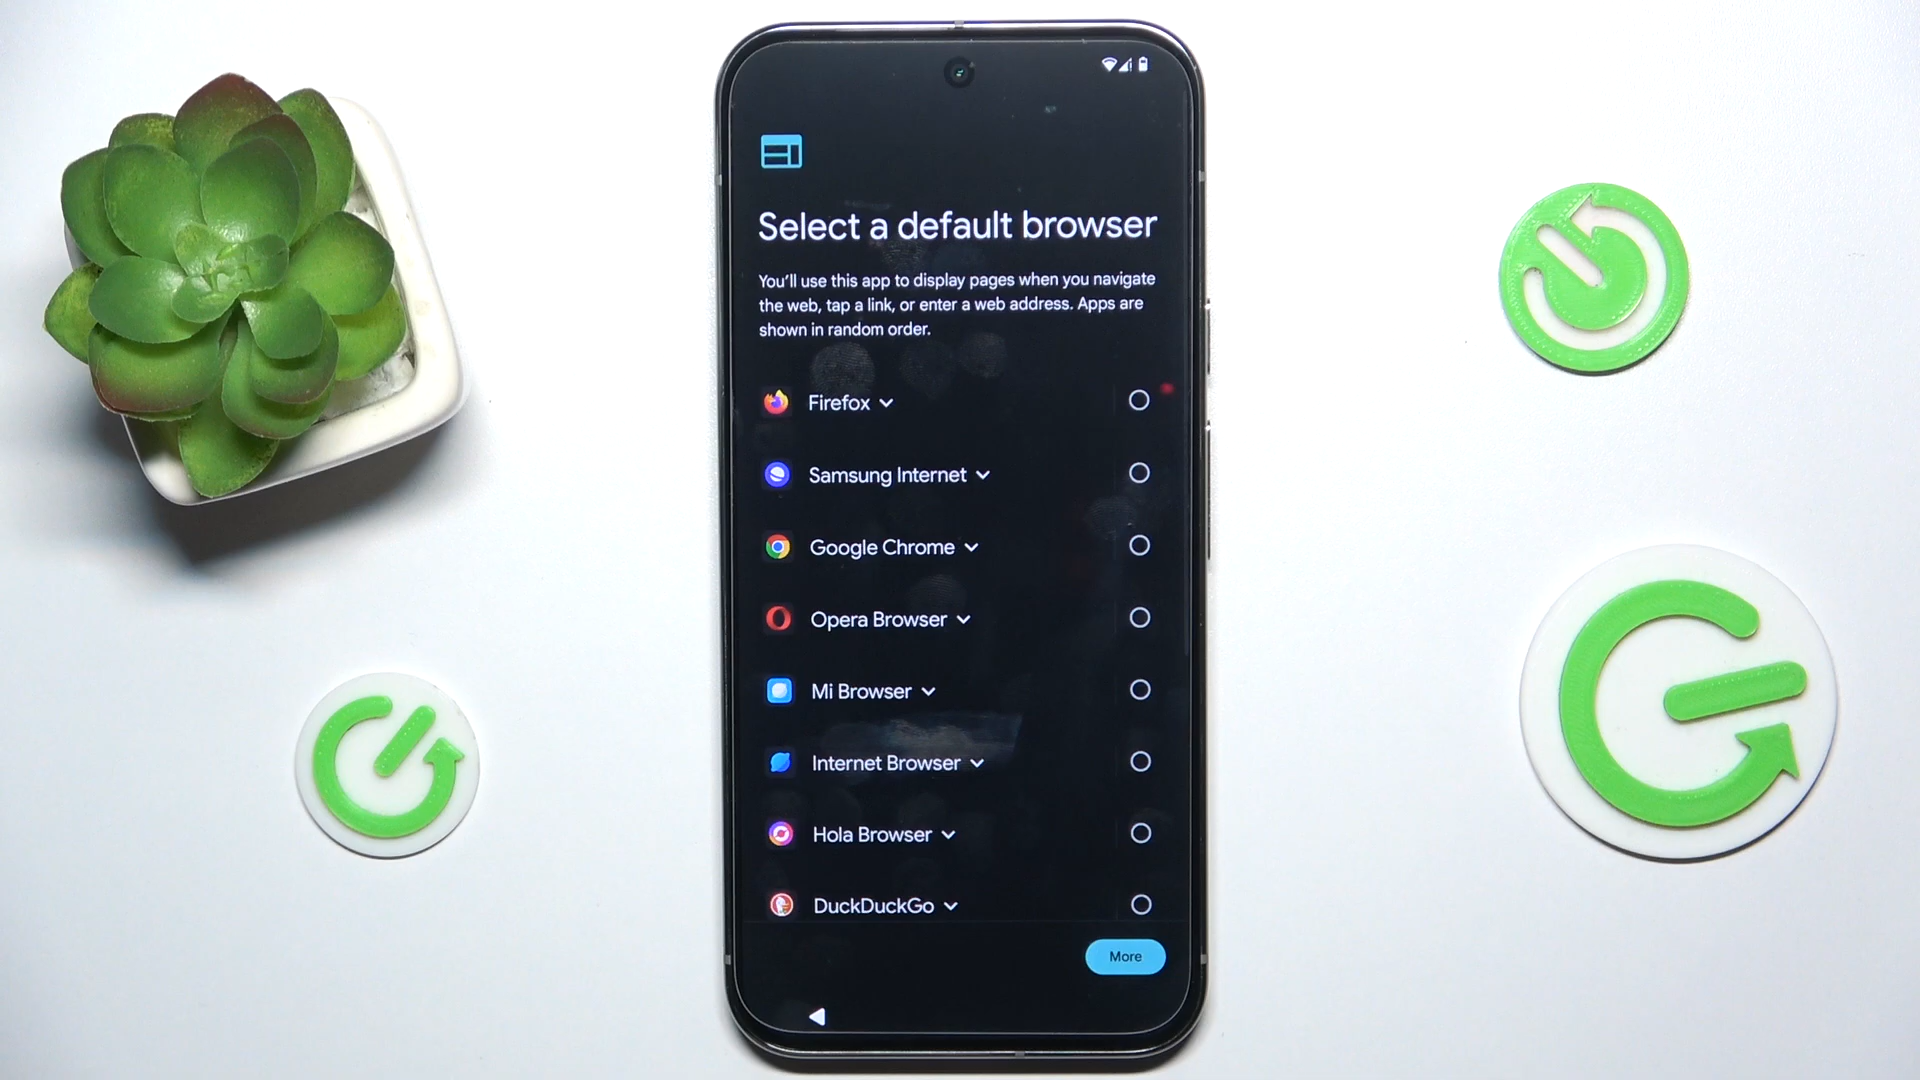 Select a default browser
You'll use this app to display pages when you navigate
the web, tap a link, or enter a web address. Apps are
shown in random order.
Firefox
Samsung Internet
Google Chrome
Opera Browser
Mi Browser
Internet Browser
Hola Browser
DuckDuckGo
More